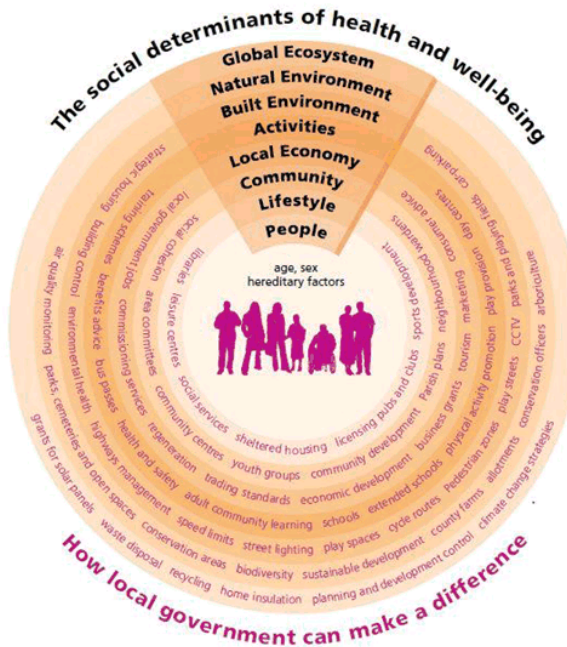 The social determinants of health and well-being
Global Ecosystem
Natural Environment
Built Environment
Activities
Local Economy
Community
Lifestyle
People
age, sex
hereditary factors
libraries leisure centres social services sheltered housing licensing pubs and clubs sports development
social cohesion area committees community centres youth groups community development Parish plans neighbourhood wardens
local government jobs commissioning services regeneration trading standards economic development business grants tourism marketing consumer advice
training schemes benefits advice bus passes health and safety adult community learning schools extended schools physical activity promotion play provision day centres
strategic housing building control environmental health highways management speed limits street lighting play spaces cycle routes Pedestrian zones play streets CCTV parks and playing fields car-parking
air quality monitoring parks, cemeteries and open spaces conservation areas biodiversity sustainable development county farms allotments conservation officers arboriculture
grants for solar panels waste disposal recycling home insulation planning and development control climate change strategies
How local government can make a difference